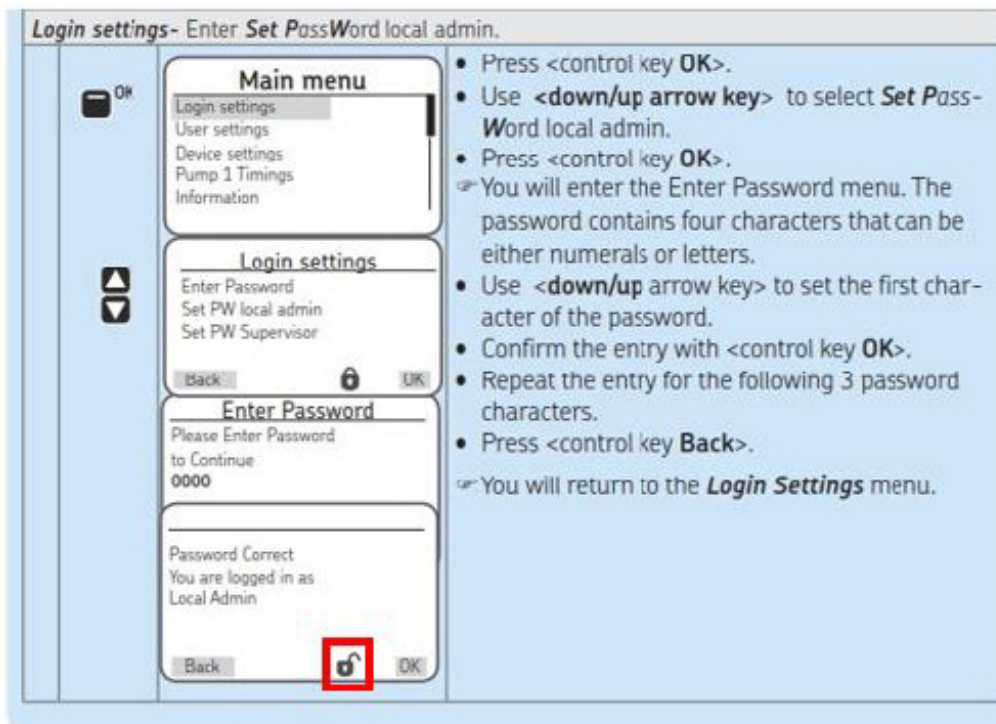 Login settings- Enter Set PassWord local admin.
OK
Main menu
Login settings
User settings
Device settings
Pump 1 Timings
Information
Login settings
Enter Password
Set PW local admin
Set PW Supervisor
Back OK
Enter Password
Please Enter Password
to Continue
0000
Password Correct
You are logged in as
Local Admin
Back OK
• Press <control key OK>.
• Use <down/up arrow key> to select Set Pass-
Word local admin.
• Press <control key OK>.
☞ You will enter the Enter Password menu. The
password contains four characters that can be
either numerals or letters.
• Use <down/up arrow key> to set the first char-
acter of the password.
• Confirm the entry with <control key OK>.
• Repeat the entry for the following 3 password
characters.
• Press <control key Back>.
☞ You will return to the Login Settings menu.